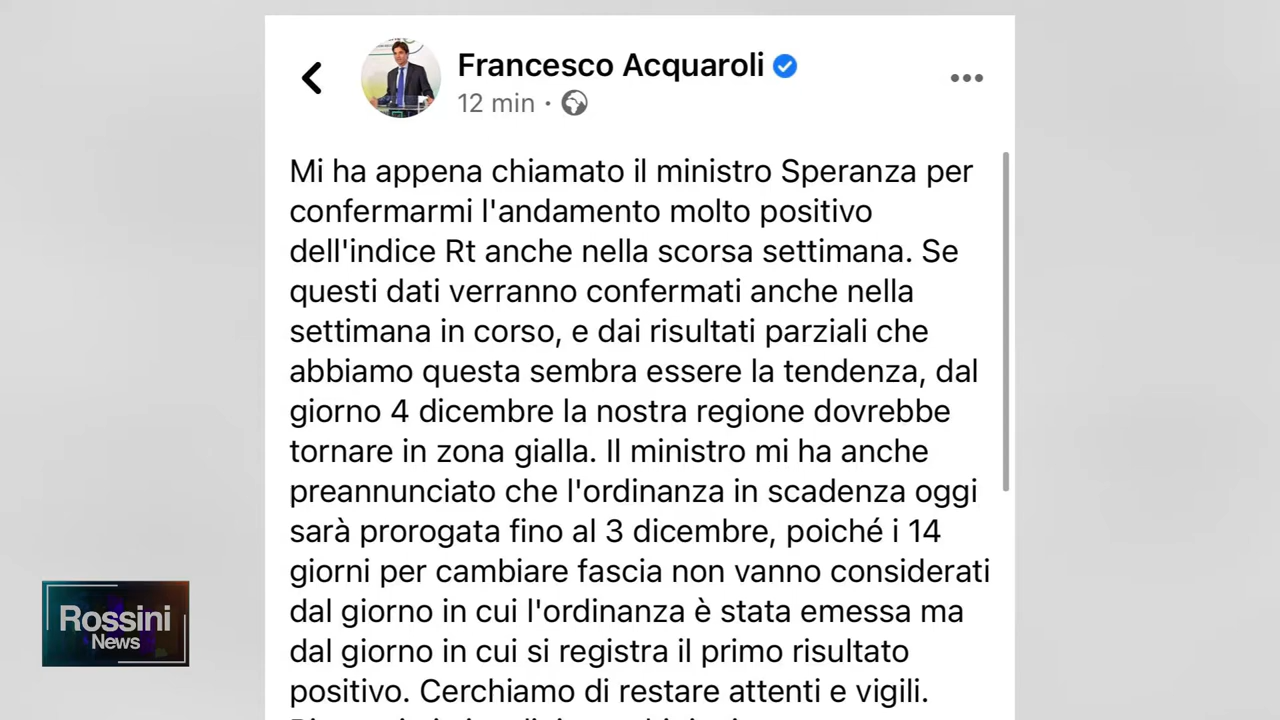 Francesco Acquaroli
12 min ·
Mi ha appena chiamato il ministro Speranza per
confermarmi l'andamento molto positivo
dell'indice Rt anche nella scorsa settimana. Se
questi dati verranno confermati anche nella
settimana in corso, e dai risultati parziali che
abbiamo questa sembra essere la tendenza, dal
giorno 4 dicembre la nostra regione dovrebbe
tornare in zona gialla. Il ministro mi ha anche
preannunciato che l'ordinanza in scadenza oggi
sarà prorogata fino al 3 dicembre, poiché i 14
giorni per cambiare fascia non vanno considerati
dal giorno in cui l'ordinanza è stata emessa ma
dal giorno in cui si registra il primo risultato
positivo. Cerchiamo di restare attenti e vigili.
Rossini
News